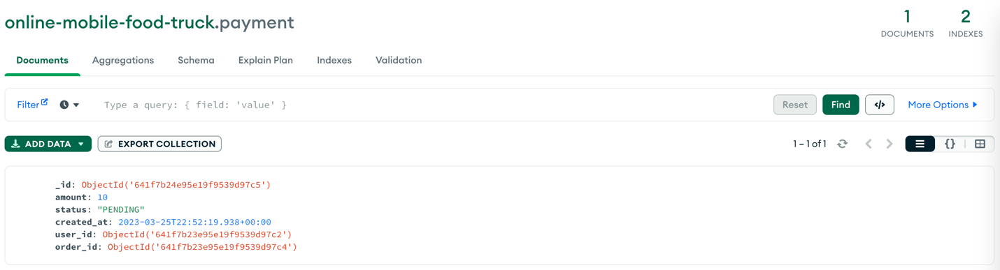 online-mobile-food-truck.payment
1 2
DOCUMENTS INDEXES
Documents Aggregations Schema Explain Plan Indexes Validation
Filter Type a query: { field: 'value' } Reset Find </> More Options
ADD DATA EXPORT COLLECTION 1 – 1 of 1 {}
_id: ObjectId('641f7b24e95e19f9539d97c5')
amount: 10
status: "PENDING"
created_at: 2023-03-25T22:52:19.938+00:00
user_id: ObjectId('641f7b23e95e19f9539d97c2')
order_id: ObjectId('641f7b23e95e19f9539d97c4')